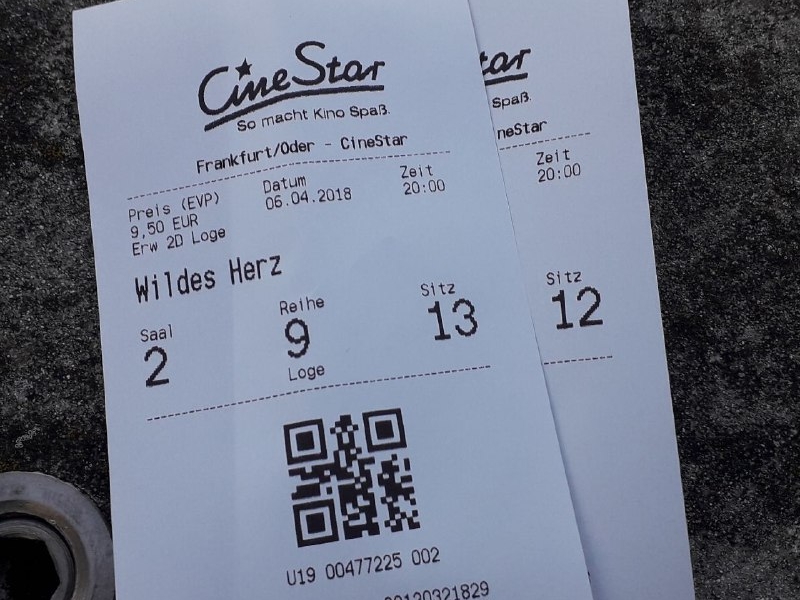 CineStar
So macht Kino Spaß.
Frankfurt/Oder - CineStar
Preis (EVP) Datum Zeit
9,50 EUR 06.04.2018 20:00
Erw 2D Loge
Wildes Herz
Saal Reihe Sitz
2 9 13
Loge
U19 00477225 002
00120321829
tar
Spaß.
neStar
Zeit
20:00
Sitz
12